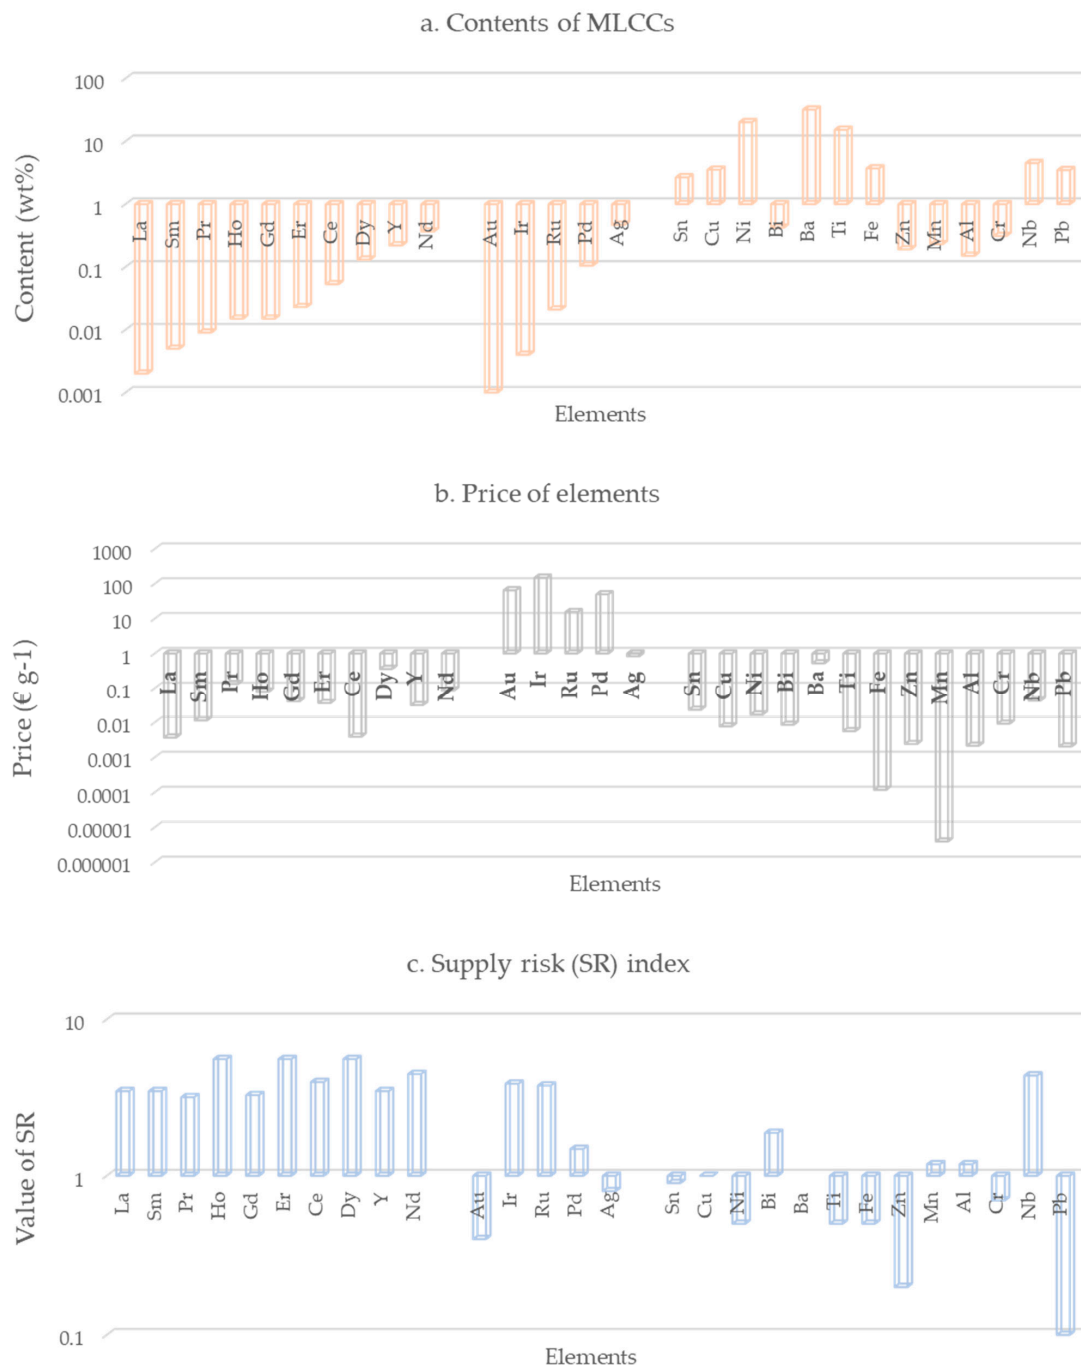 a. Contents of MLCCs
100
10
1
0.1
0.01
0.001
Content (wt%)
La Sm Pr Ho Gd Er Ce Dy Y Nd Au Ir Ru Pd Ag Sn Cu Ni Bi Ba Ti Fe Zn Mn Al Cr Nb Pb
Elements
b. Price of elements
1000
100
10
1
0.1
0.01
0.001
0.0001
0.00001
0.000001
Price (€ g-1)
La Sm Pr Ho Gd Er Ce Dy Y Nd Au Ir Ru Pd Ag Sn Cu Ni Bi Ba Ti Fe Zn Mn Al Cr Nb Pb
Elements
c. Supply risk (SR) index
10
1
0.1
Value of SR
La Sm Pr Ho Gd Er Ce Dy Y Nd Au Ir Ru Pd Ag Sn Cu Ni Bi Ba Ti Fe Zn Mn Al Cr Nb Pb
Elements